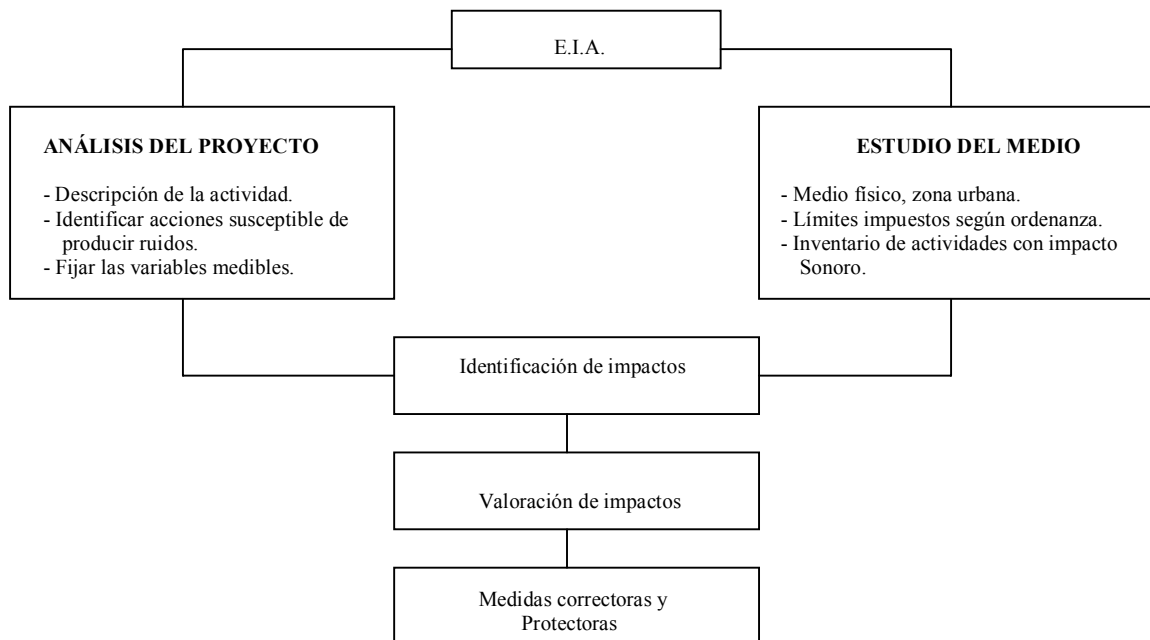 E.I.A.
ANÁLISIS DEL PROYECTO
- Descripción de la actividad.
- Identificar acciones susceptible de
producir ruidos.
- Fijar las variables medibles.
ESTUDIO DEL MEDIO
- Medio físico, zona urbana.
- Límites impuestos según ordenanza.
- Inventario de actividades con impacto
Sonoro.
Identificación de impactos
Valoración de impactos
Medidas correctoras y
Protectoras